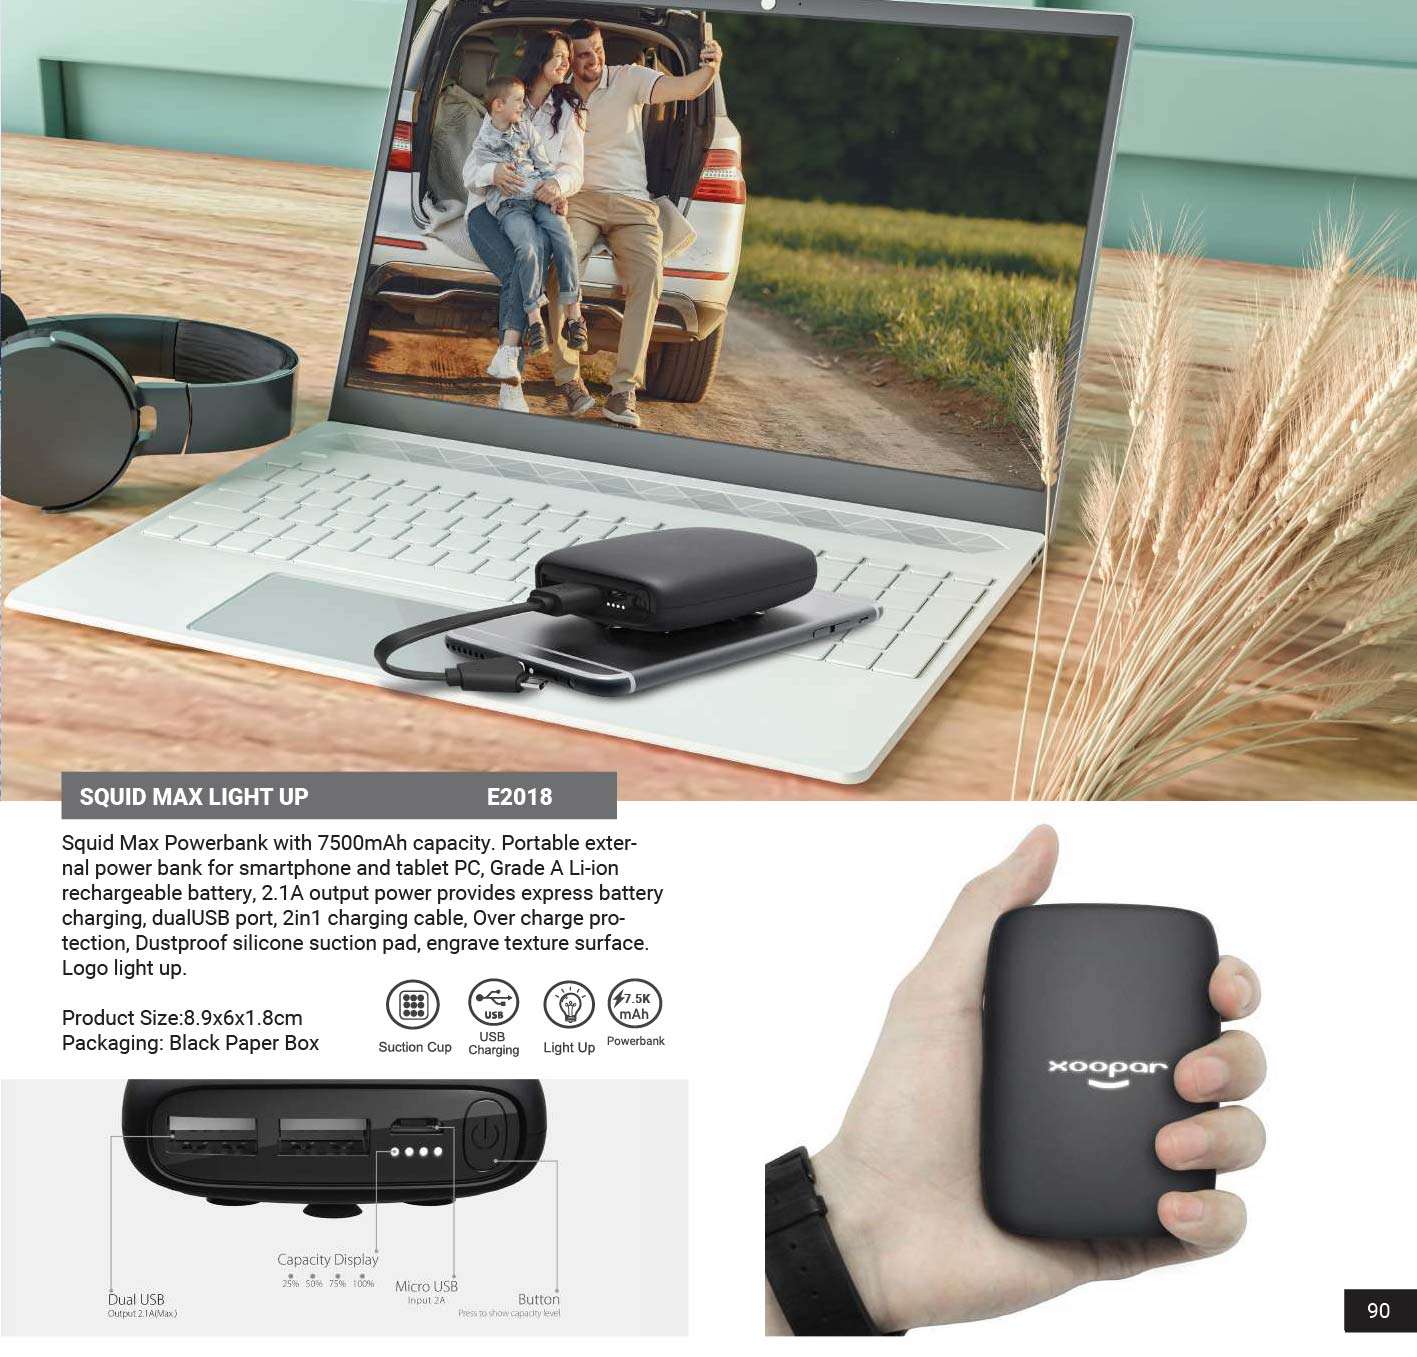 SQUID MAX LIGHT UP E2018
Squid Max Powerbank with 7500mAh capacity. Portable exter-
nal power bank for smartphone and tablet PC, Grade A Li-ion
rechargeable battery, 2.1A output power provides express battery
charging, dualUSB port, 2in1 charging cable, Over charge pro-
tection, Dustproof silicone suction pad, engrave texture surface.
Logo light up.
Product Size:8.9x6x1.8cm
Packaging: Black Paper Box
Suction Cup
USB
USB
Charging
Light Up
7.5K
mAh
Powerbank
Capacity Display
25% 50% 75% 100%
Dual USB
Output 2.1A(Max.)
Micro USB
Input 2A
Button
Press to show capacity level
xoopar
90